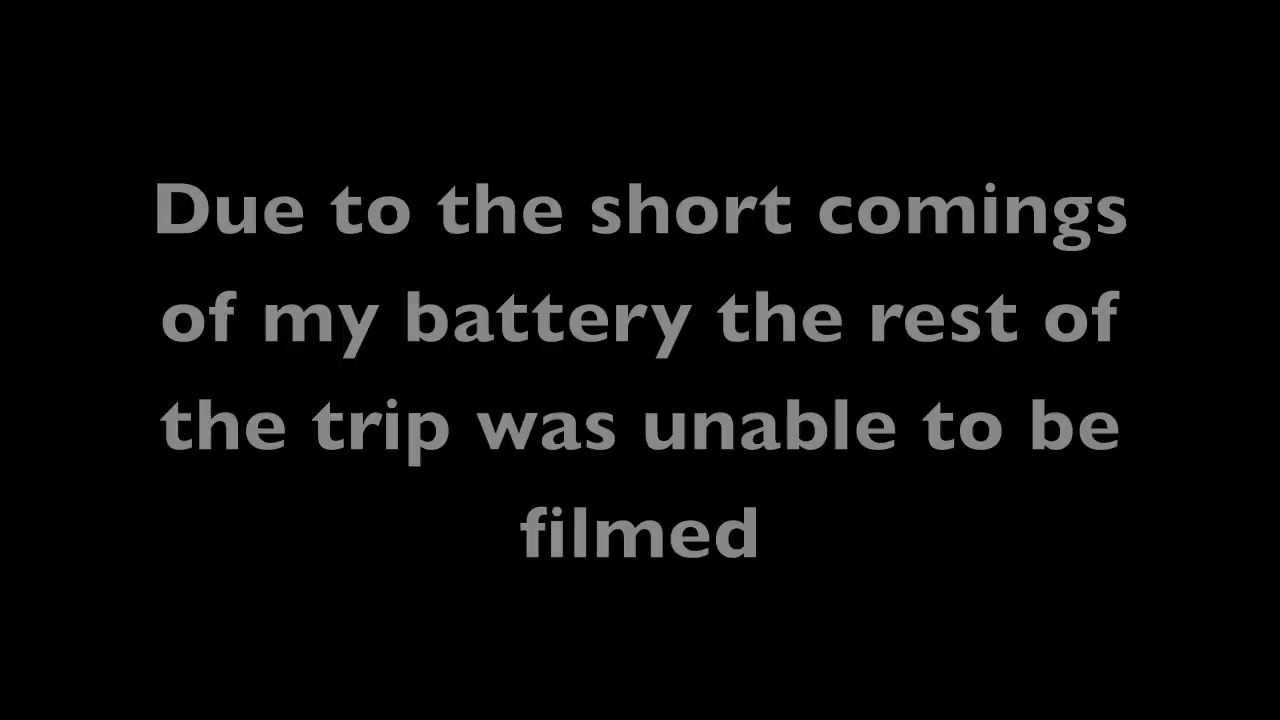 Due to the short comings
of my battery the rest of
the trip was unable to be
filmed